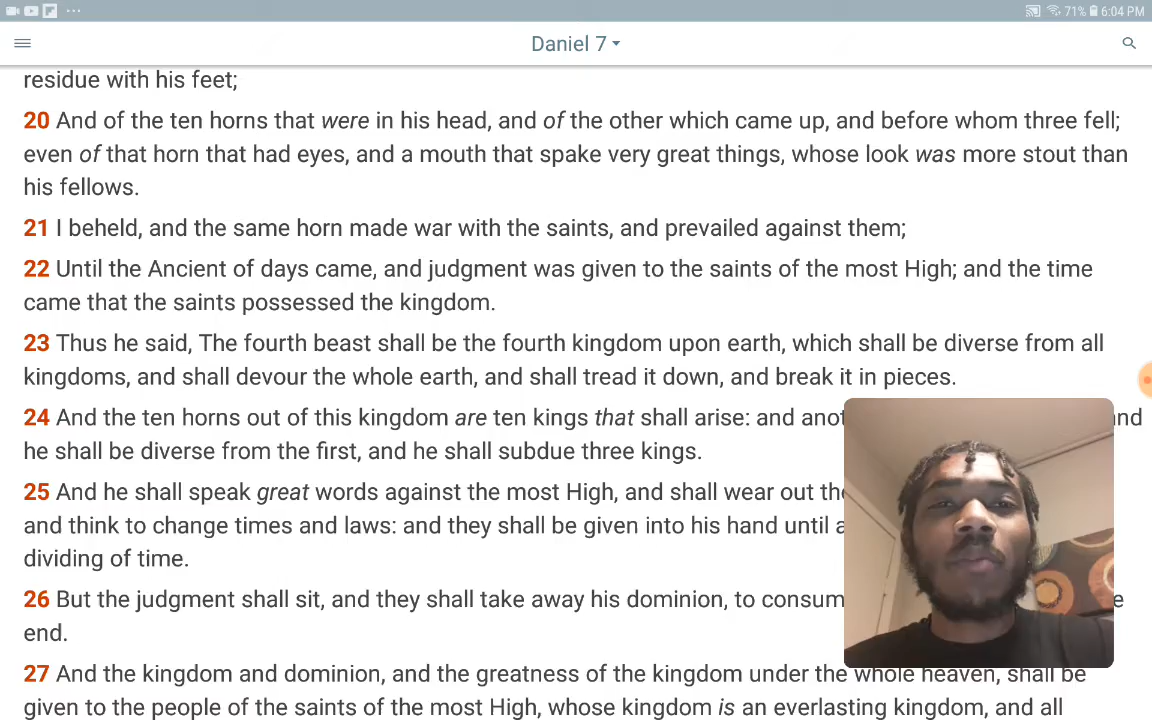 71% 6:04 PM
Daniel 7
residue with his feet;
20 And of the ten horns that were in his head, and of the other which came up, and before whom three fell;
even of that horn that had eyes, and a mouth that spake very great things, whose look was more stout than
his fellows.
21 I beheld, and the same horn made war with the saints, and prevailed against them;
22 Until the Ancient of days came, and judgment was given to the saints of the most High; and the time
came that the saints possessed the kingdom.
23 Thus he said, The fourth beast shall be the fourth kingdom upon earth, which shall be diverse from all
kingdoms, and shall devour the whole earth, and shall tread it down, and break it in pieces.
24 And the ten horns out of this kingdom are ten kings that shall arise: and
he shall be diverse from the first, and he shall subdue three kings.
25 And he shall speak great words against the most High, and shall wear out
and think to change times and laws: and they shall be given into his hand until
dividing of time.
26 But the judgment shall sit, and they shall take away his dominion, to
end.
27 And the kingdom and dominion, and the greatness of the kingdom under the whole heaven, shall be
given to the people of the saints of the most High, whose kingdom is an everlasting kingdom, and all